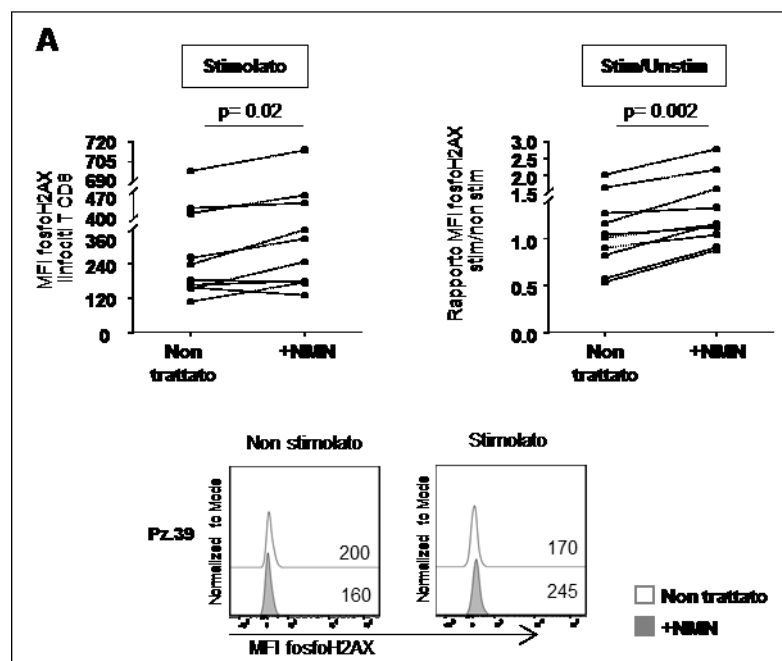 A
Stimolato
Stim/Unstim
p= 0.02
p= 0.002
MFI fosfoH2AX
linfociti T CD8
720
705
690
470
400
360
240
120
0
Non
trattato
+NMN
Rapporto MFI fosfoH2AX
stim/non stim
3.0
2.5
2.0
1.5
1.0
0.5
0.0
Non
trattato
+NMN
Non stimolato
Stimolato
Pz.39
Normalized to Mode
200
160
Normalized to Mode
170
245
MFI fosfoH2AX
Non trattato
+NMN